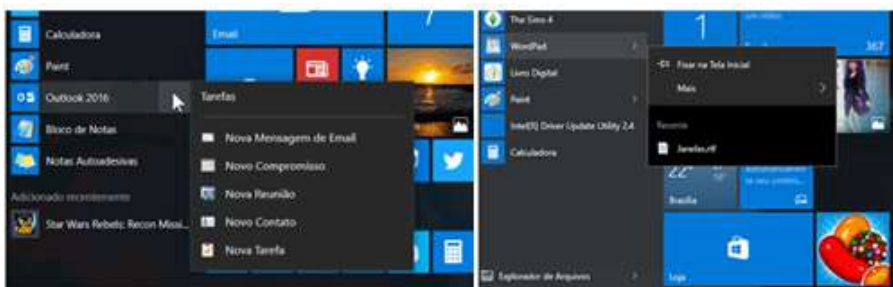 Calculadora
Paint
Outlook 2016
Bloco de Notas
Notas Autoadesivas
Adicionado recentemente
Star Wars Rebels: Recon Missi...
7
Email
Tarefas
Nova Mensagem de Email
Novo Compromisso
Nova Reunião
Novo Contato
Nova Tarefa
The Sims 4
WordPad
Livro Digital
Paint
Intel(R) Driver Update Utility 2.4
Calculadora
Explorador de Arquivos
1
367
Fixar na Tela Inicial
Mais
Recente
Janelas.rtf
22°
Brasília
Loja